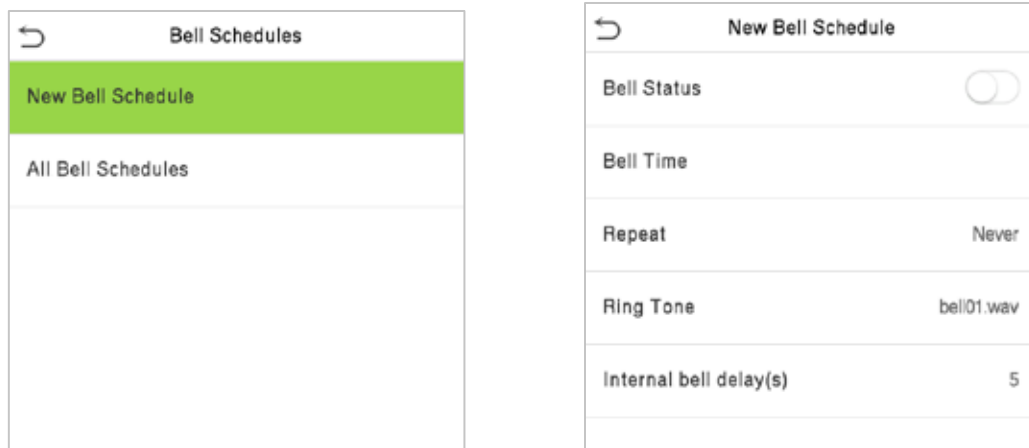 Bell Schedules
New Bell Schedule
All Bell Schedules
New Bell Schedule
Bell Status
Bell Time
Repeat Never
Ring Tone bell01.wav
Internal bell delay(s) 5